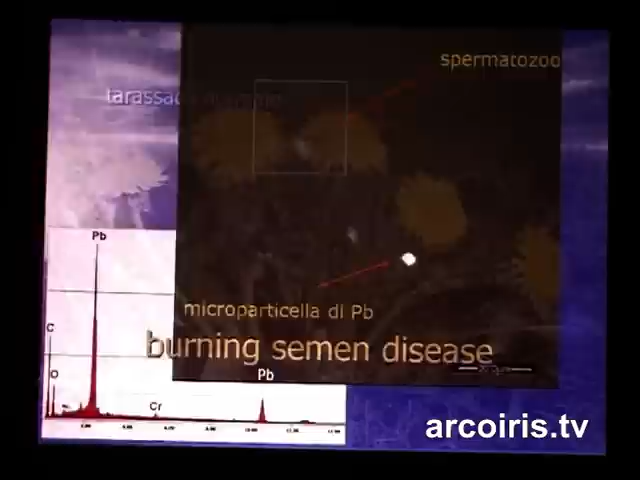 spermatozoo
Pb
microparticella di Pb
burning semen disease
C
Pb
O
Cr
arcoiris.tv